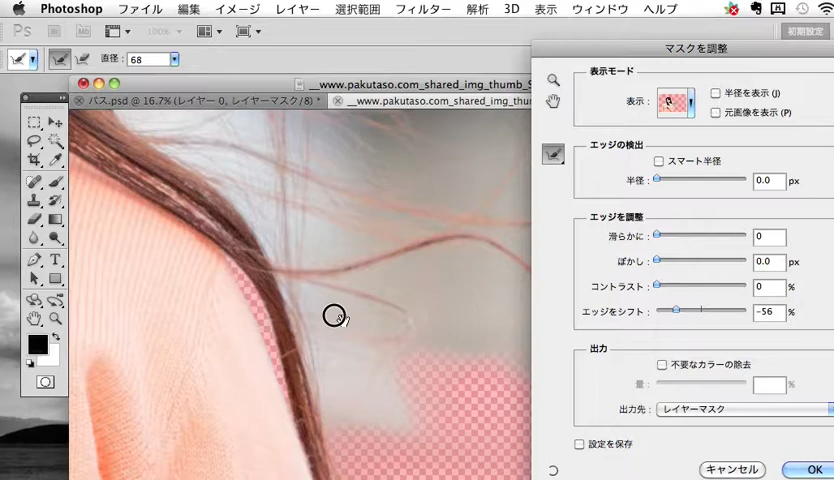 Photoshop ファイル 編集 イメージ レイヤー 選択範囲 フィルター 解析 3D 表示 ウィンドウ ヘルプ
Ps Br Mb 100% 初期設定
直径: 68
__www.pakutaso.com_shared_img_thumb_S
パス.psd @ 16.7% (レイヤー 0, レイヤーマスク/8) *
__www.pakutaso.com_shared_img_thu
マスクを調整
表示モード
表示:
半径を表示 (J)
元画像を表示 (P)
エッジの検出
スマート半径
半径: 0.0 px
エッジを調整
滑らかに: 0
ぼかし: 0.0 px
コントラスト: 0 %
エッジをシフト: -56 %
出力
不要なカラーの除去
量: %
出力先: レイヤーマスク
設定を保存
キャンセル OK